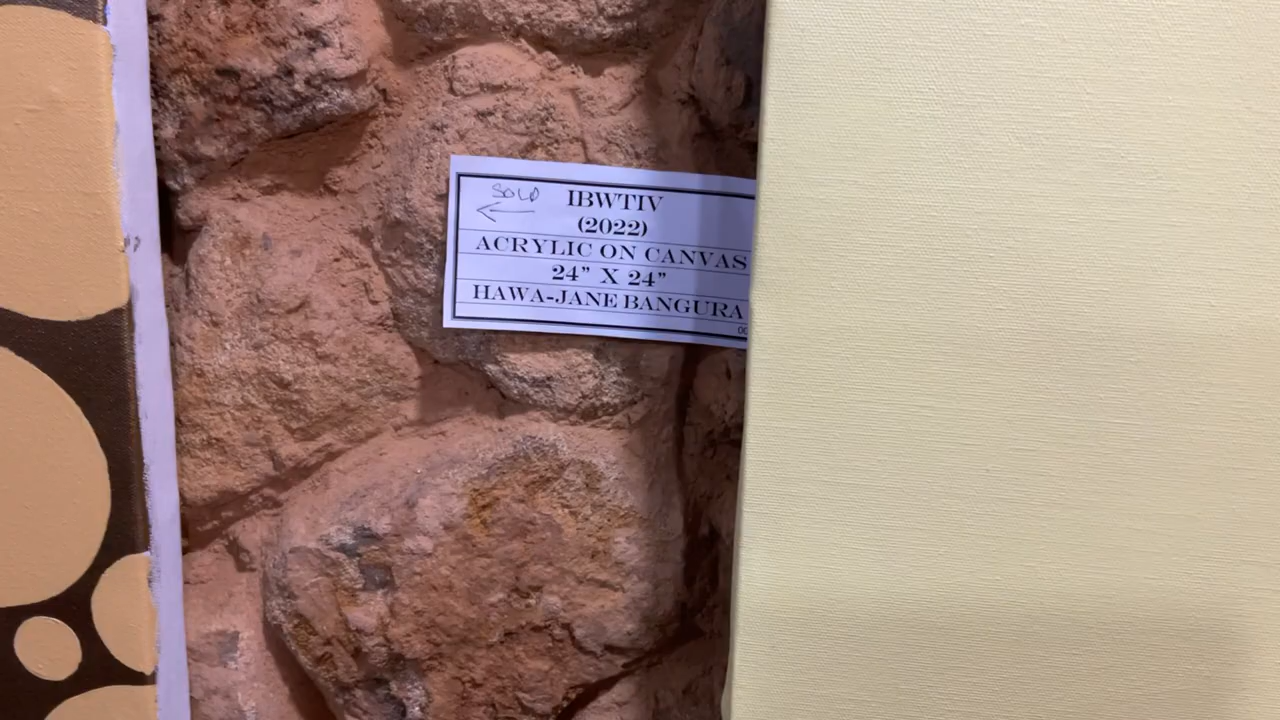 SOLD
IBWTIV
(2022)
ACRYLIC ON CANVAS
24” X 24”
HAWA-JANE BANGURA